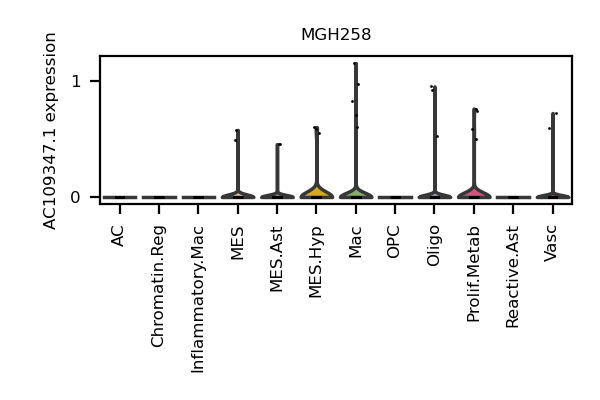 MGH258
AC109347.1 expression
1
0
AC
Chromatin.Reg
Inflammatory.Mac
MES
MES.Ast
MES.Hyp
Mac
OPC
Oligo
Prolif.Metab
Reactive.Ast
Vasc